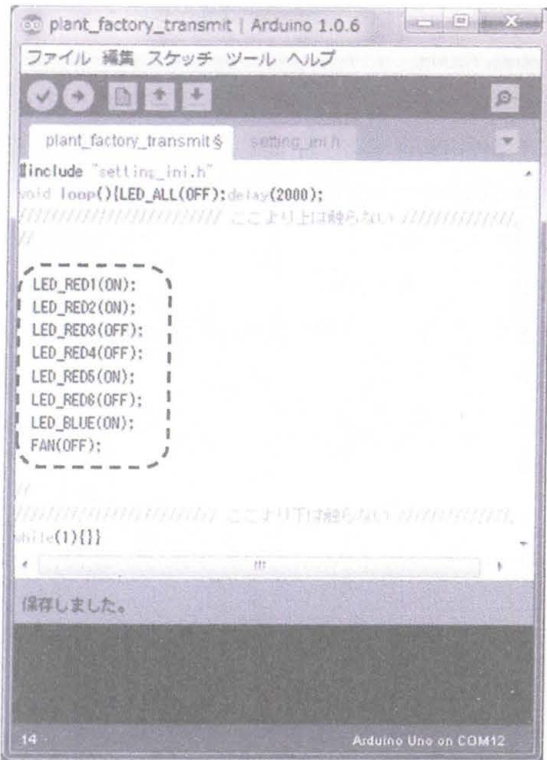 plant_factory_transmit | Arduino 1.0.6
ファイル 編集 スケッチ ツール ヘルプ
plant_factory_transmit § setting_ini.h
#include "setting_ini.h"
void loop(){LED_ALL(OFF);delay(2000);
///////////////// ここより上は触らない /////////////////
//
LED_RED1(ON);
LED_RED2(ON);
LED_RED3(OFF);
LED_RED4(OFF);
LED_RED5(ON);
LED_RED6(OFF);
LED_BLUE(ON);
FAN(OFF);
//
///////////////// ここより下は触らない /////////////////
while(1){}}
保存しました。
14 Arduino Uno on COM12